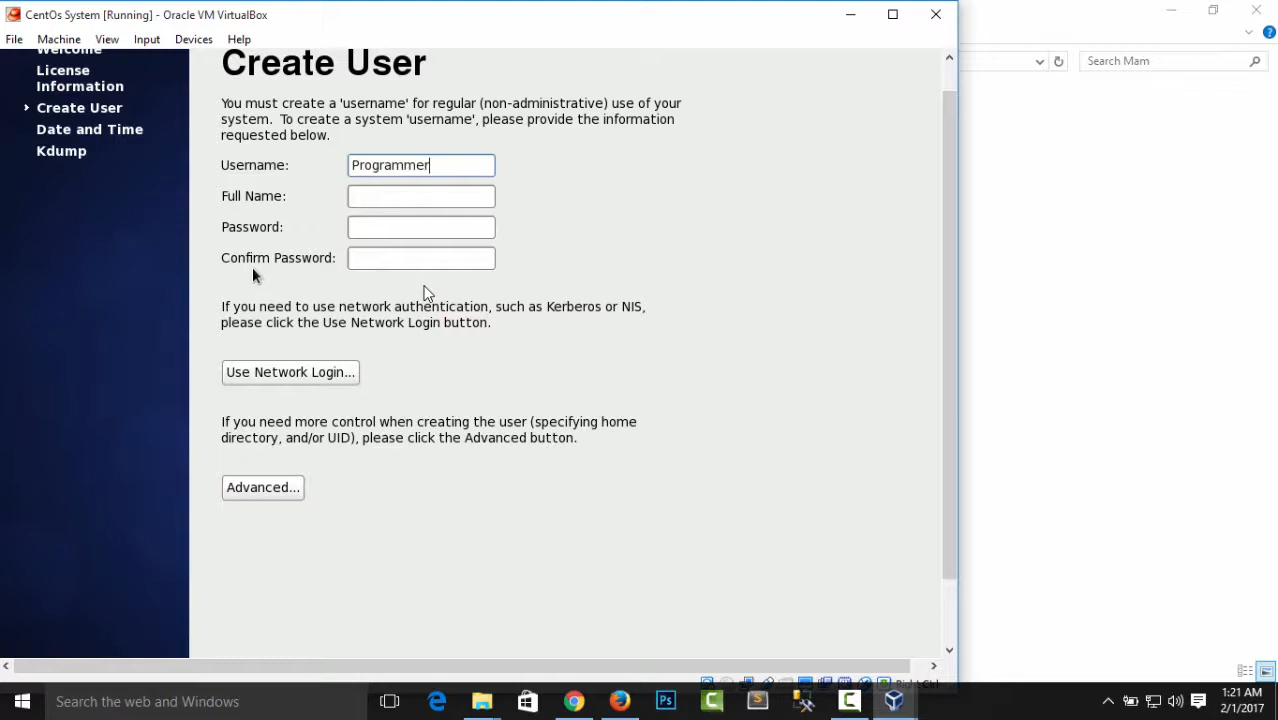 CentOs System [Running] - Oracle VM VirtualBox
File Machine View Input Devices Help
Search Mam
Welcome
License Information
Create User
Date and Time
Kdump
Create User
You must create a 'username' for regular (non-administrative) use of your
system. To create a system 'username', please provide the information
requested below.
Username: Programmer
Full Name:
Password:
Confirm Password:
If you need to use network authentication, such as Kerberos or NIS,
please click the Use Network Login button.
Use Network Login...
If you need more control when creating the user (specifying home
directory, and/or UID), please click the Advanced button.
Advanced...
Right Ctrl
Search the web and Windows
Ps
1:21 AM
2/1/2017